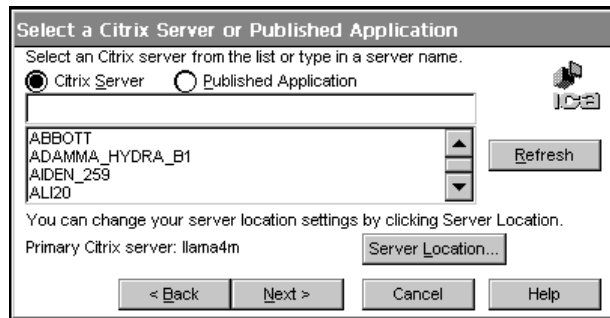 Select a Citrix Server or Published Application
Select an Citrix server from the list or type in a server name.
Citrix Server Published Application
ica
ABBOTT
ADAMMA_HYDRA_B1
AIDEN_259
ALI20
Refresh
You can change your server location settings by clicking Server Location.
Primary Citrix server: llama4m Server Location...
< Back Next > Cancel Help